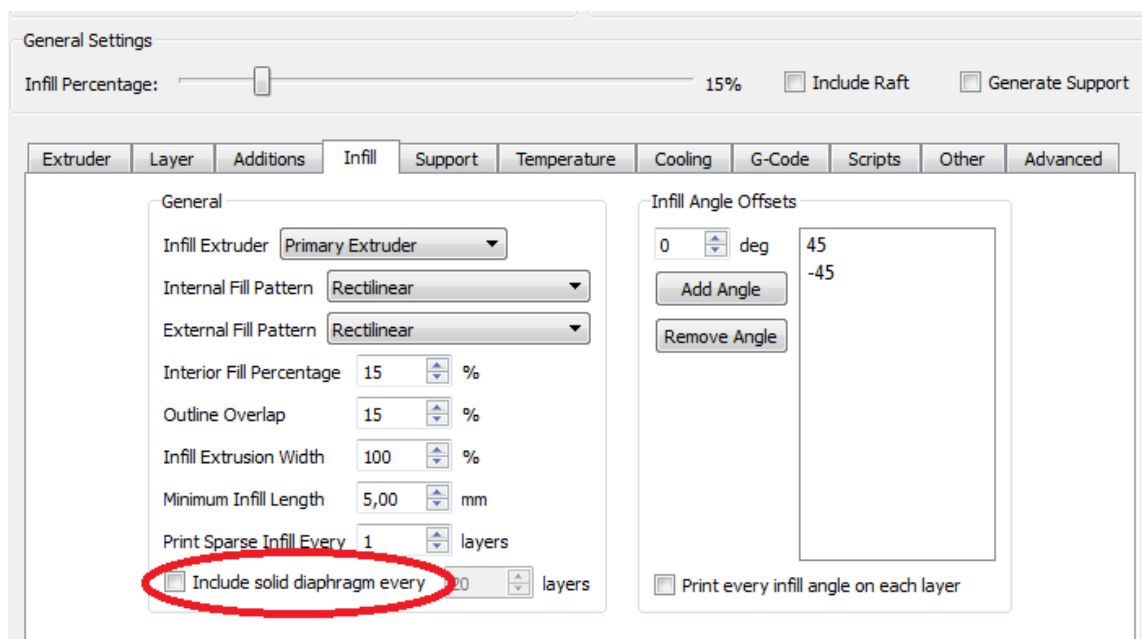 General Settings
Infill Percentage: 15% Include Raft Generate Support
Extruder Layer Additions Infill Support Temperature Cooling G-Code Scripts Other Advanced
General
Infill Extruder Primary Extruder
Internal Fill Pattern Rectilinear
External Fill Pattern Rectilinear
Interior Fill Percentage 15 %
Outline Overlap 15 %
Infill Extrusion Width 100 %
Minimum Infill Length 5,00 mm
Print Sparse Infill Every 1 layers
Include solid diaphragm every 20 layers
Infill Angle Offsets
0 deg
Add Angle
Remove Angle
45
-45
Print every infill angle on each layer